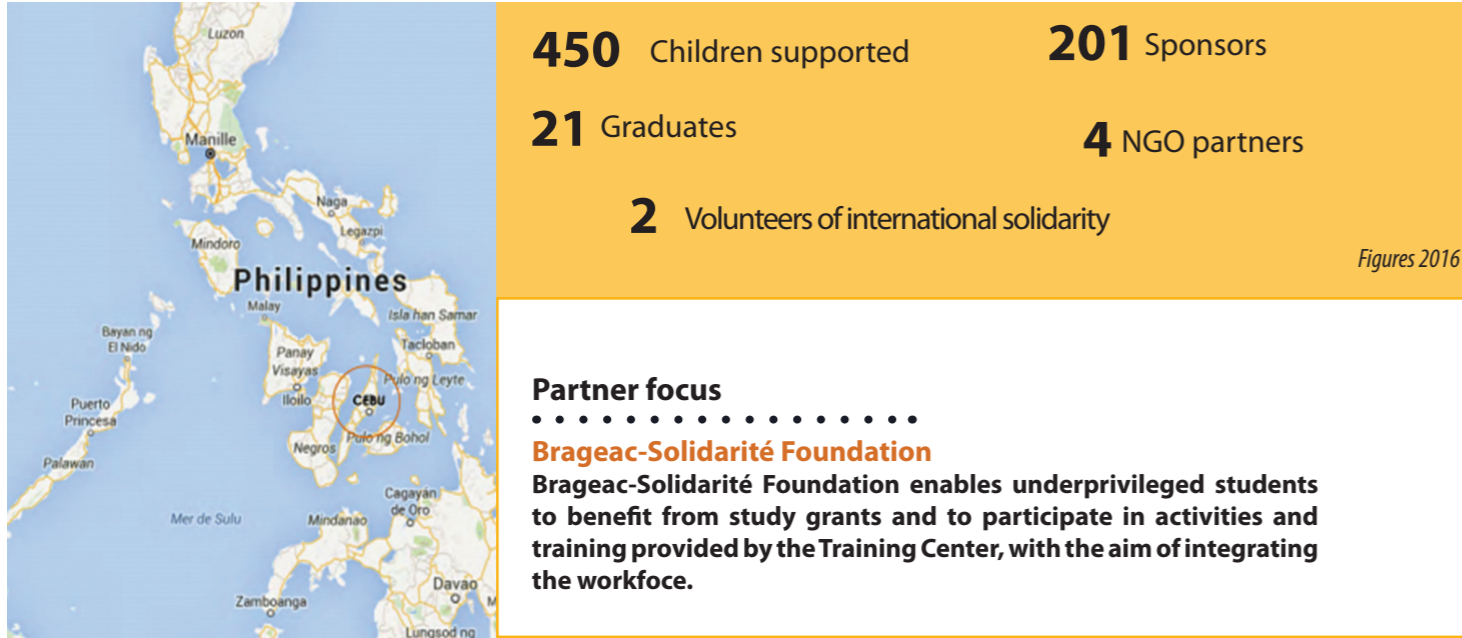 Luzon
Manille
Naga
Legazpi
Mindoro
Philippines
Malay
Isla han Samar
Bayan ng
El Nido
Tacloban
Panay
Visayas
Pulo ng Leyte
Iloilo
CEBU
Puerto
Princesa
Pulo ng Bohol
Negros
Palawan
Cagayán
de Oro
Mer de Sulu
Mindanao
Davao
Zamboanga
Lungsod ng
450 Children supported
201 Sponsors
21 Graduates
4 NGO partners
2 Volunteers of international solidarity
Figures 2016
Partner focus
Brageac-Solidarité Foundation
Brageac-Solidarité Foundation enables underprivileged students
to benefit from study grants and to participate in activities and
training provided by the Training Center, with the aim of integrating
the workfoce.